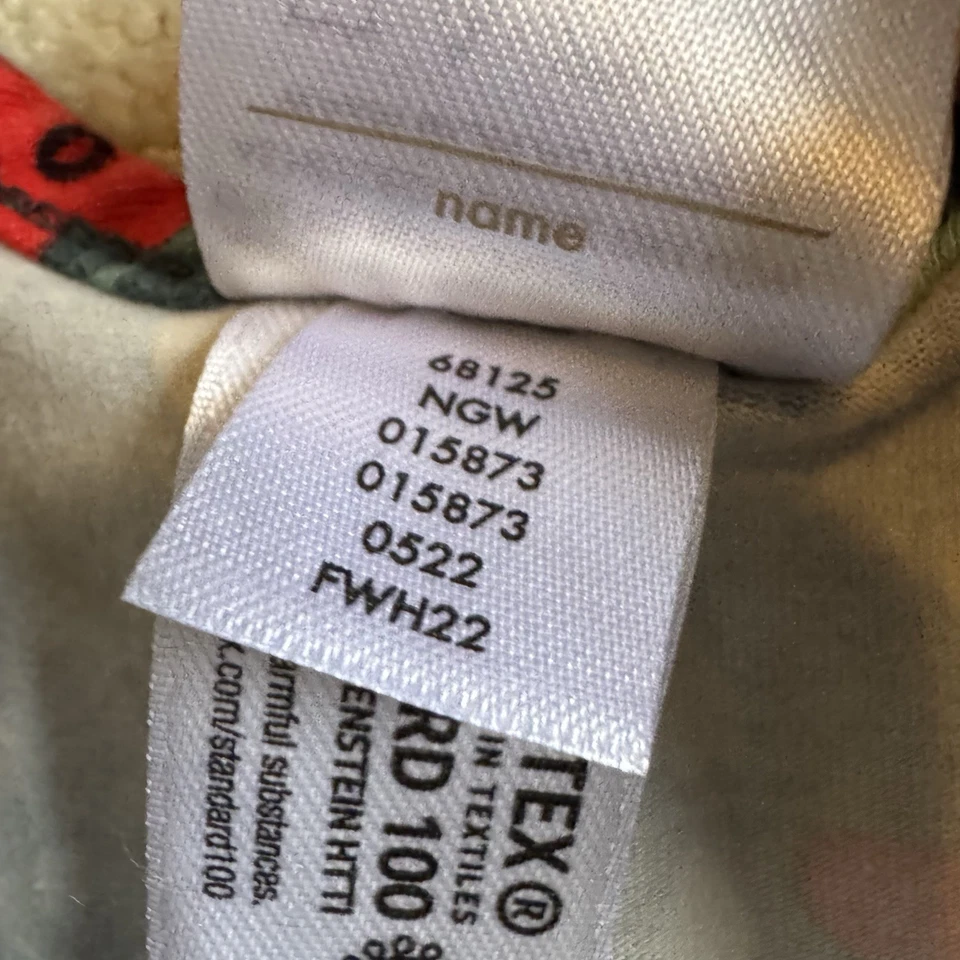 name
68125
NGW
015873
015873
0522
FWH22
TEX®
IN TEXTILES
RD 100
ENSTEIN HTTI
armful substances.
.com/standard100